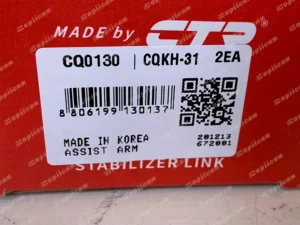 MADE by CTR
CQ0130 | CQKH-31 2EA
8 806199 130137
MADE IN KOREA
ASSIST ARM
201213
672001
STABILIZER LINK